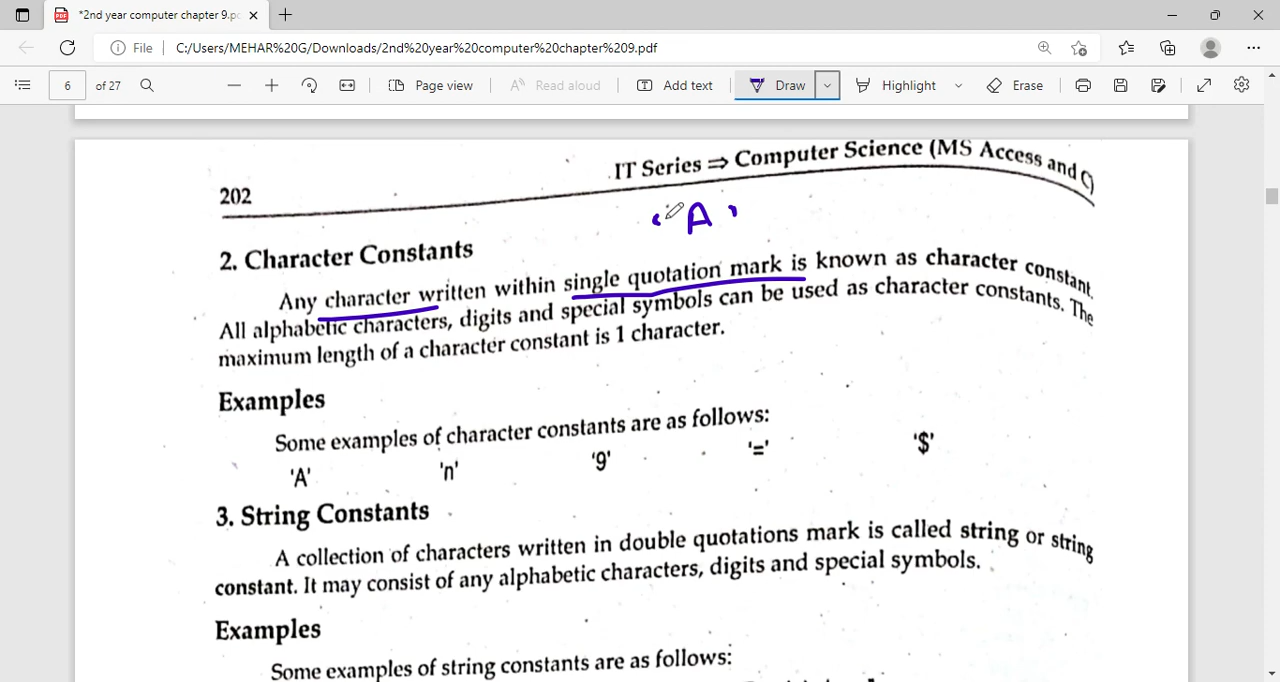 *2nd year computer chapter 9.pd
File C:/Users/MEHAR%20G/Downloads/2nd%20year%20computer%20chapter%209.pdf
6 of 27 Page view Read aloud Add text Draw Highlight Erase
IT Series ⇒ Computer Science (MS Access and C)
202
'A'
2. Character Constants
Any character written within single quotation mark is known as character constant.
All alphabetic characters, digits and special symbols can be used as character constants. The
maximum length of a character constant is 1 character.
Examples
Some examples of character constants are as follows:
'A' 'n' '9' '=' '$'
3. String Constants
A collection of characters written in double quotations mark is called string or string
constant. It may consist of any alphabetic characters, digits and special symbols.
Examples
Some examples of string constants are as follows: